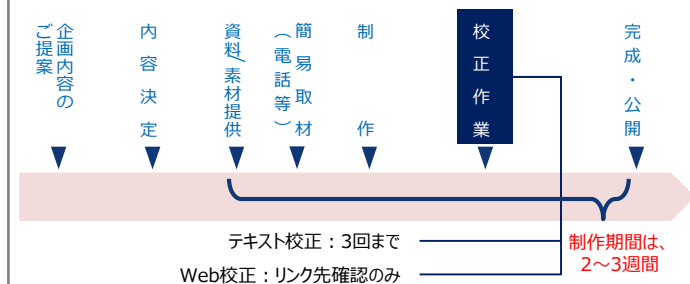 企画内容の
ご提案
内容決定
資料/素材提供
簡易取材
（電話等）
制作
校正作業
完成・公開
テキスト校正：3回まで
Web校正：リンク先確認のみ
制作期間は、
2～3週間